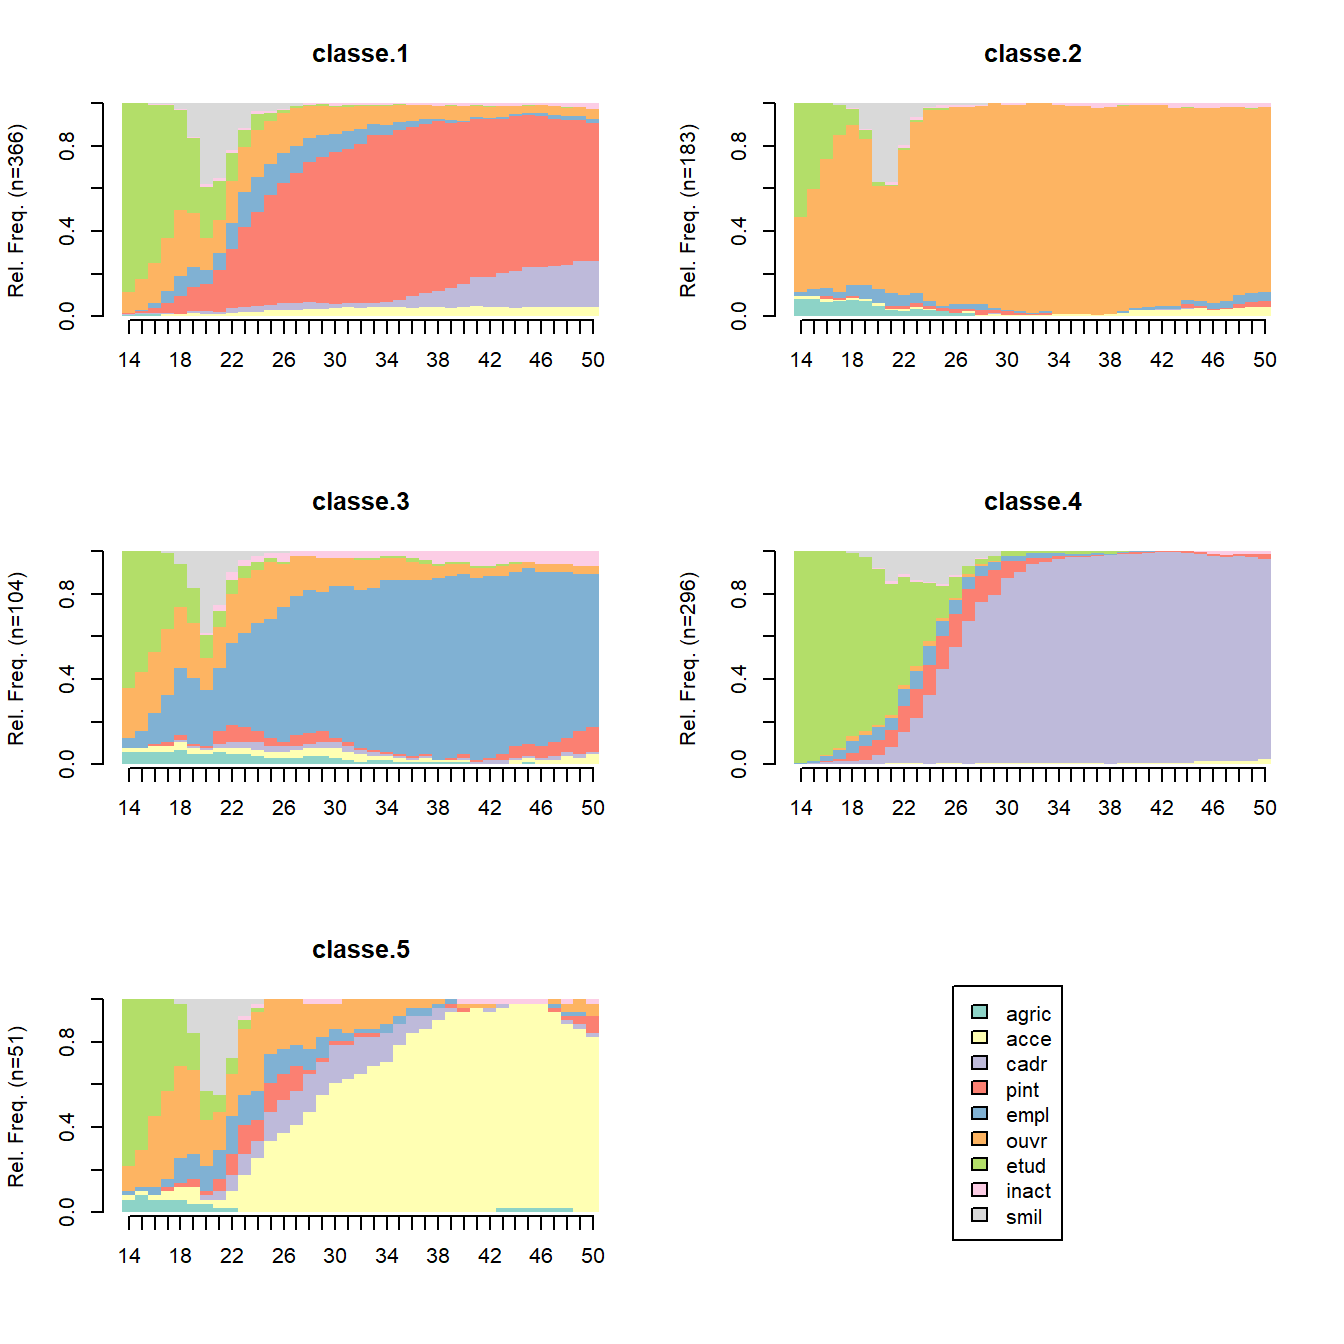 classe.1
Rel. Freq. (n=366)
0.0 0.4 0.8
14 18 22 26 30 34 38 42 46 50
classe.2
Rel. Freq. (n=183)
0.0 0.4 0.8
14 18 22 26 30 34 38 42 46 50
classe.3
Rel. Freq. (n=104)
0.0 0.4 0.8
14 18 22 26 30 34 38 42 46 50
classe.4
Rel. Freq. (n=296)
0.0 0.4 0.8
14 18 22 26 30 34 38 42 46 50
classe.5
Rel. Freq. (n=51)
0.0 0.4 0.8
14 18 22 26 30 34 38 42 46 50
agric
acce
cadr
pint
empl
ouvr
etud
inact
smil